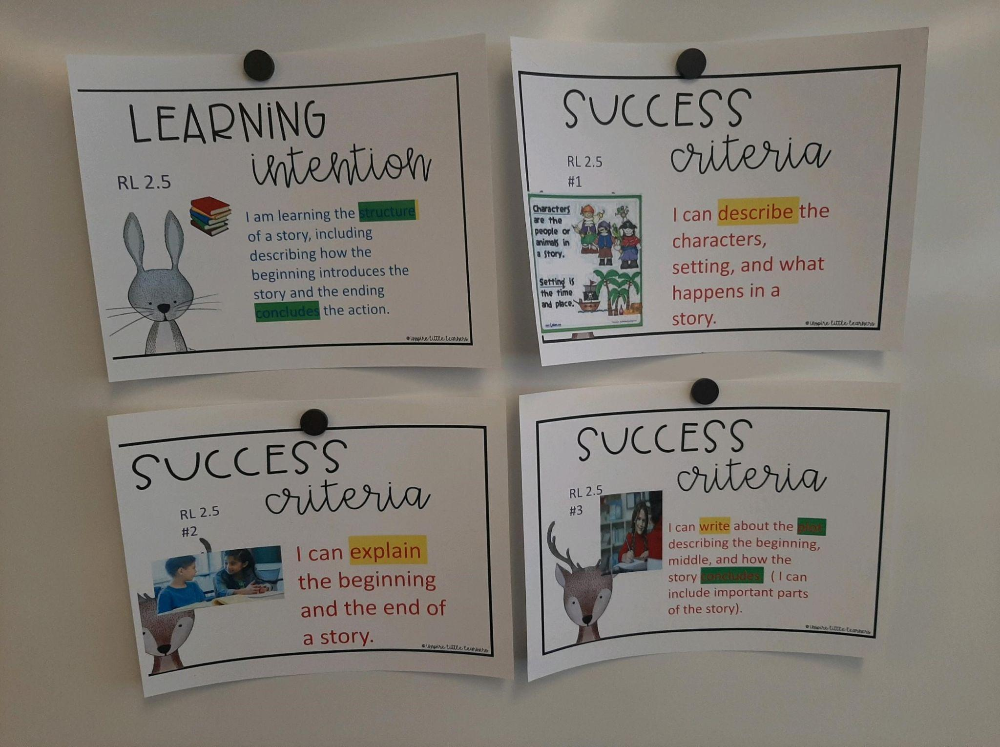 LEARNING
intention
RL 2.5
I am learning the structure
of a story, including
describing how the
beginning introduces the
story and the ending
concludes the action.
©inspire little learners
SUCCESS
criteria
RL 2.5
#1
Characters
are the
people or
animals in
a story.
Setting is
the time
and place.
I can describe the
characters,
setting, and what
happens in a
story.
©inspire little learners
SUCCESS
criteria
RL 2.5
#2
I can explain
the beginning
and the end of
a story.
©inspire little learners
SUCCESS
criteria
RL 2.5
#3
I can write about the plot
describing the beginning,
middle, and how the
story concludes. ( I can
include important parts
of the story).
©inspire little learners